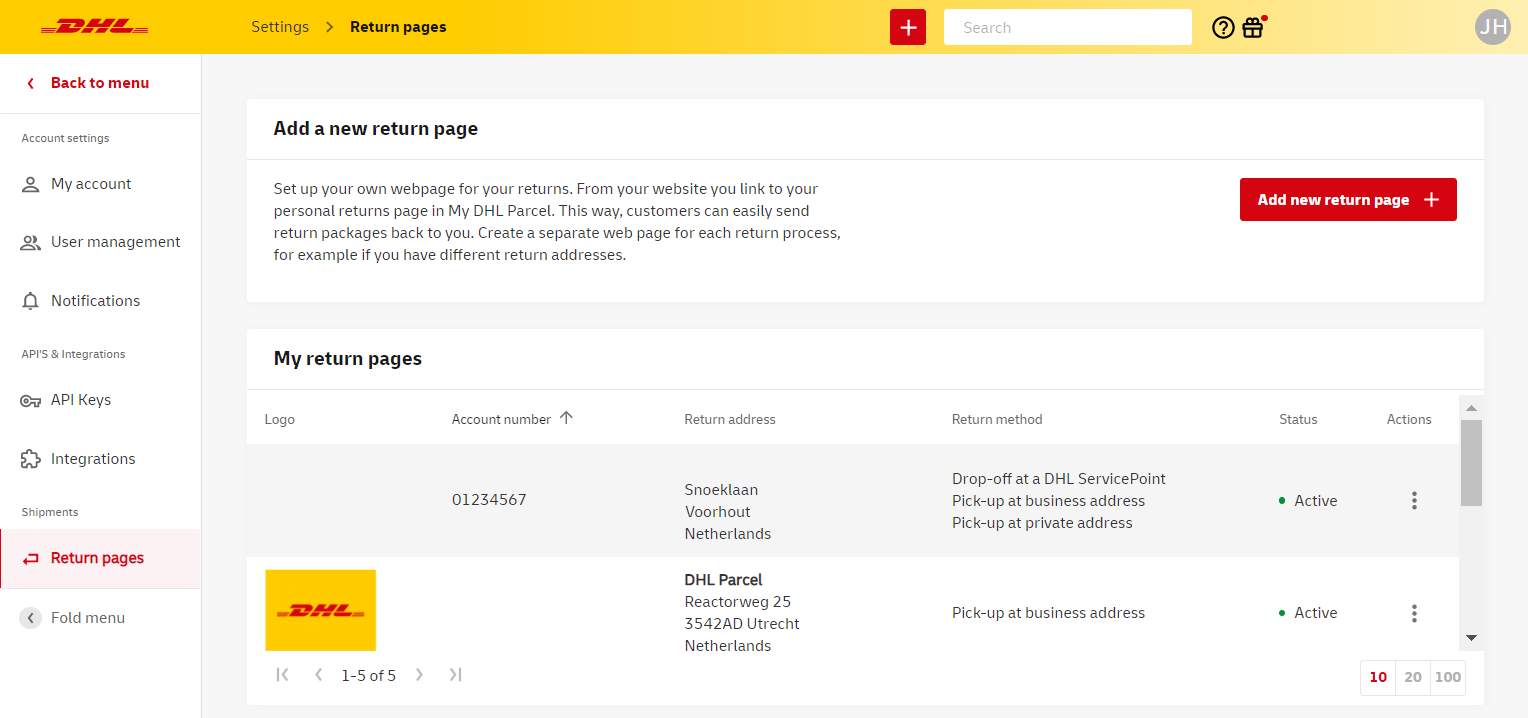 DHL
Settings > Return pages
Search
JH
Back to menu
Account settings
My account
User management
Notifications
API'S & Integrations
API Keys
Integrations
Shipments
Return pages
Fold menu
Add a new return page
Set up your own webpage for your returns. From your website you link to your
personal returns page in My DHL Parcel. This way, customers can easily send
return packages back to you. Create a separate web page for each return process,
for example if you have different return addresses.
Add new return page +
My return pages
Logo Account number Return address Return method Status Actions
01234567
Snoeklaan
Voorhout
Netherlands
Drop-off at a DHL ServicePoint
Pick-up at business address
Pick-up at private address
Active
DHL
DHL Parcel
Reactorweg 25
3542AD Utrecht
Netherlands
Pick-up at business address
Active
1-5 of 5
10 20 100